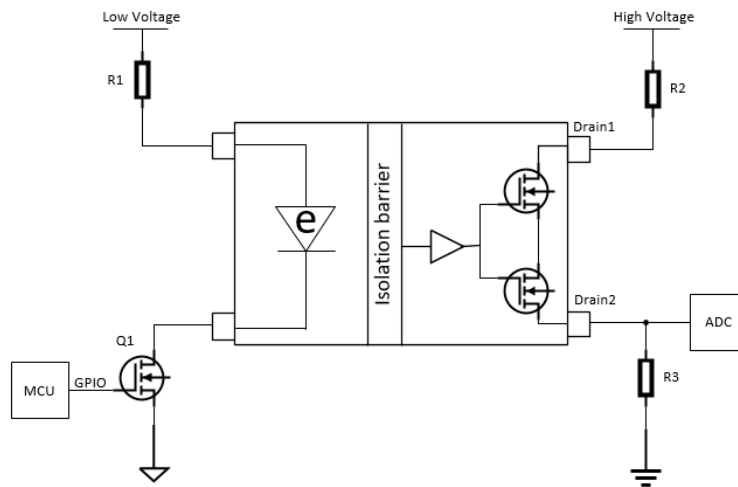 Low Voltage
High Voltage
R1
R2
Drain1
e
Isolation barrier
Drain2
Q1
ADC
MCU
GPIO
R3